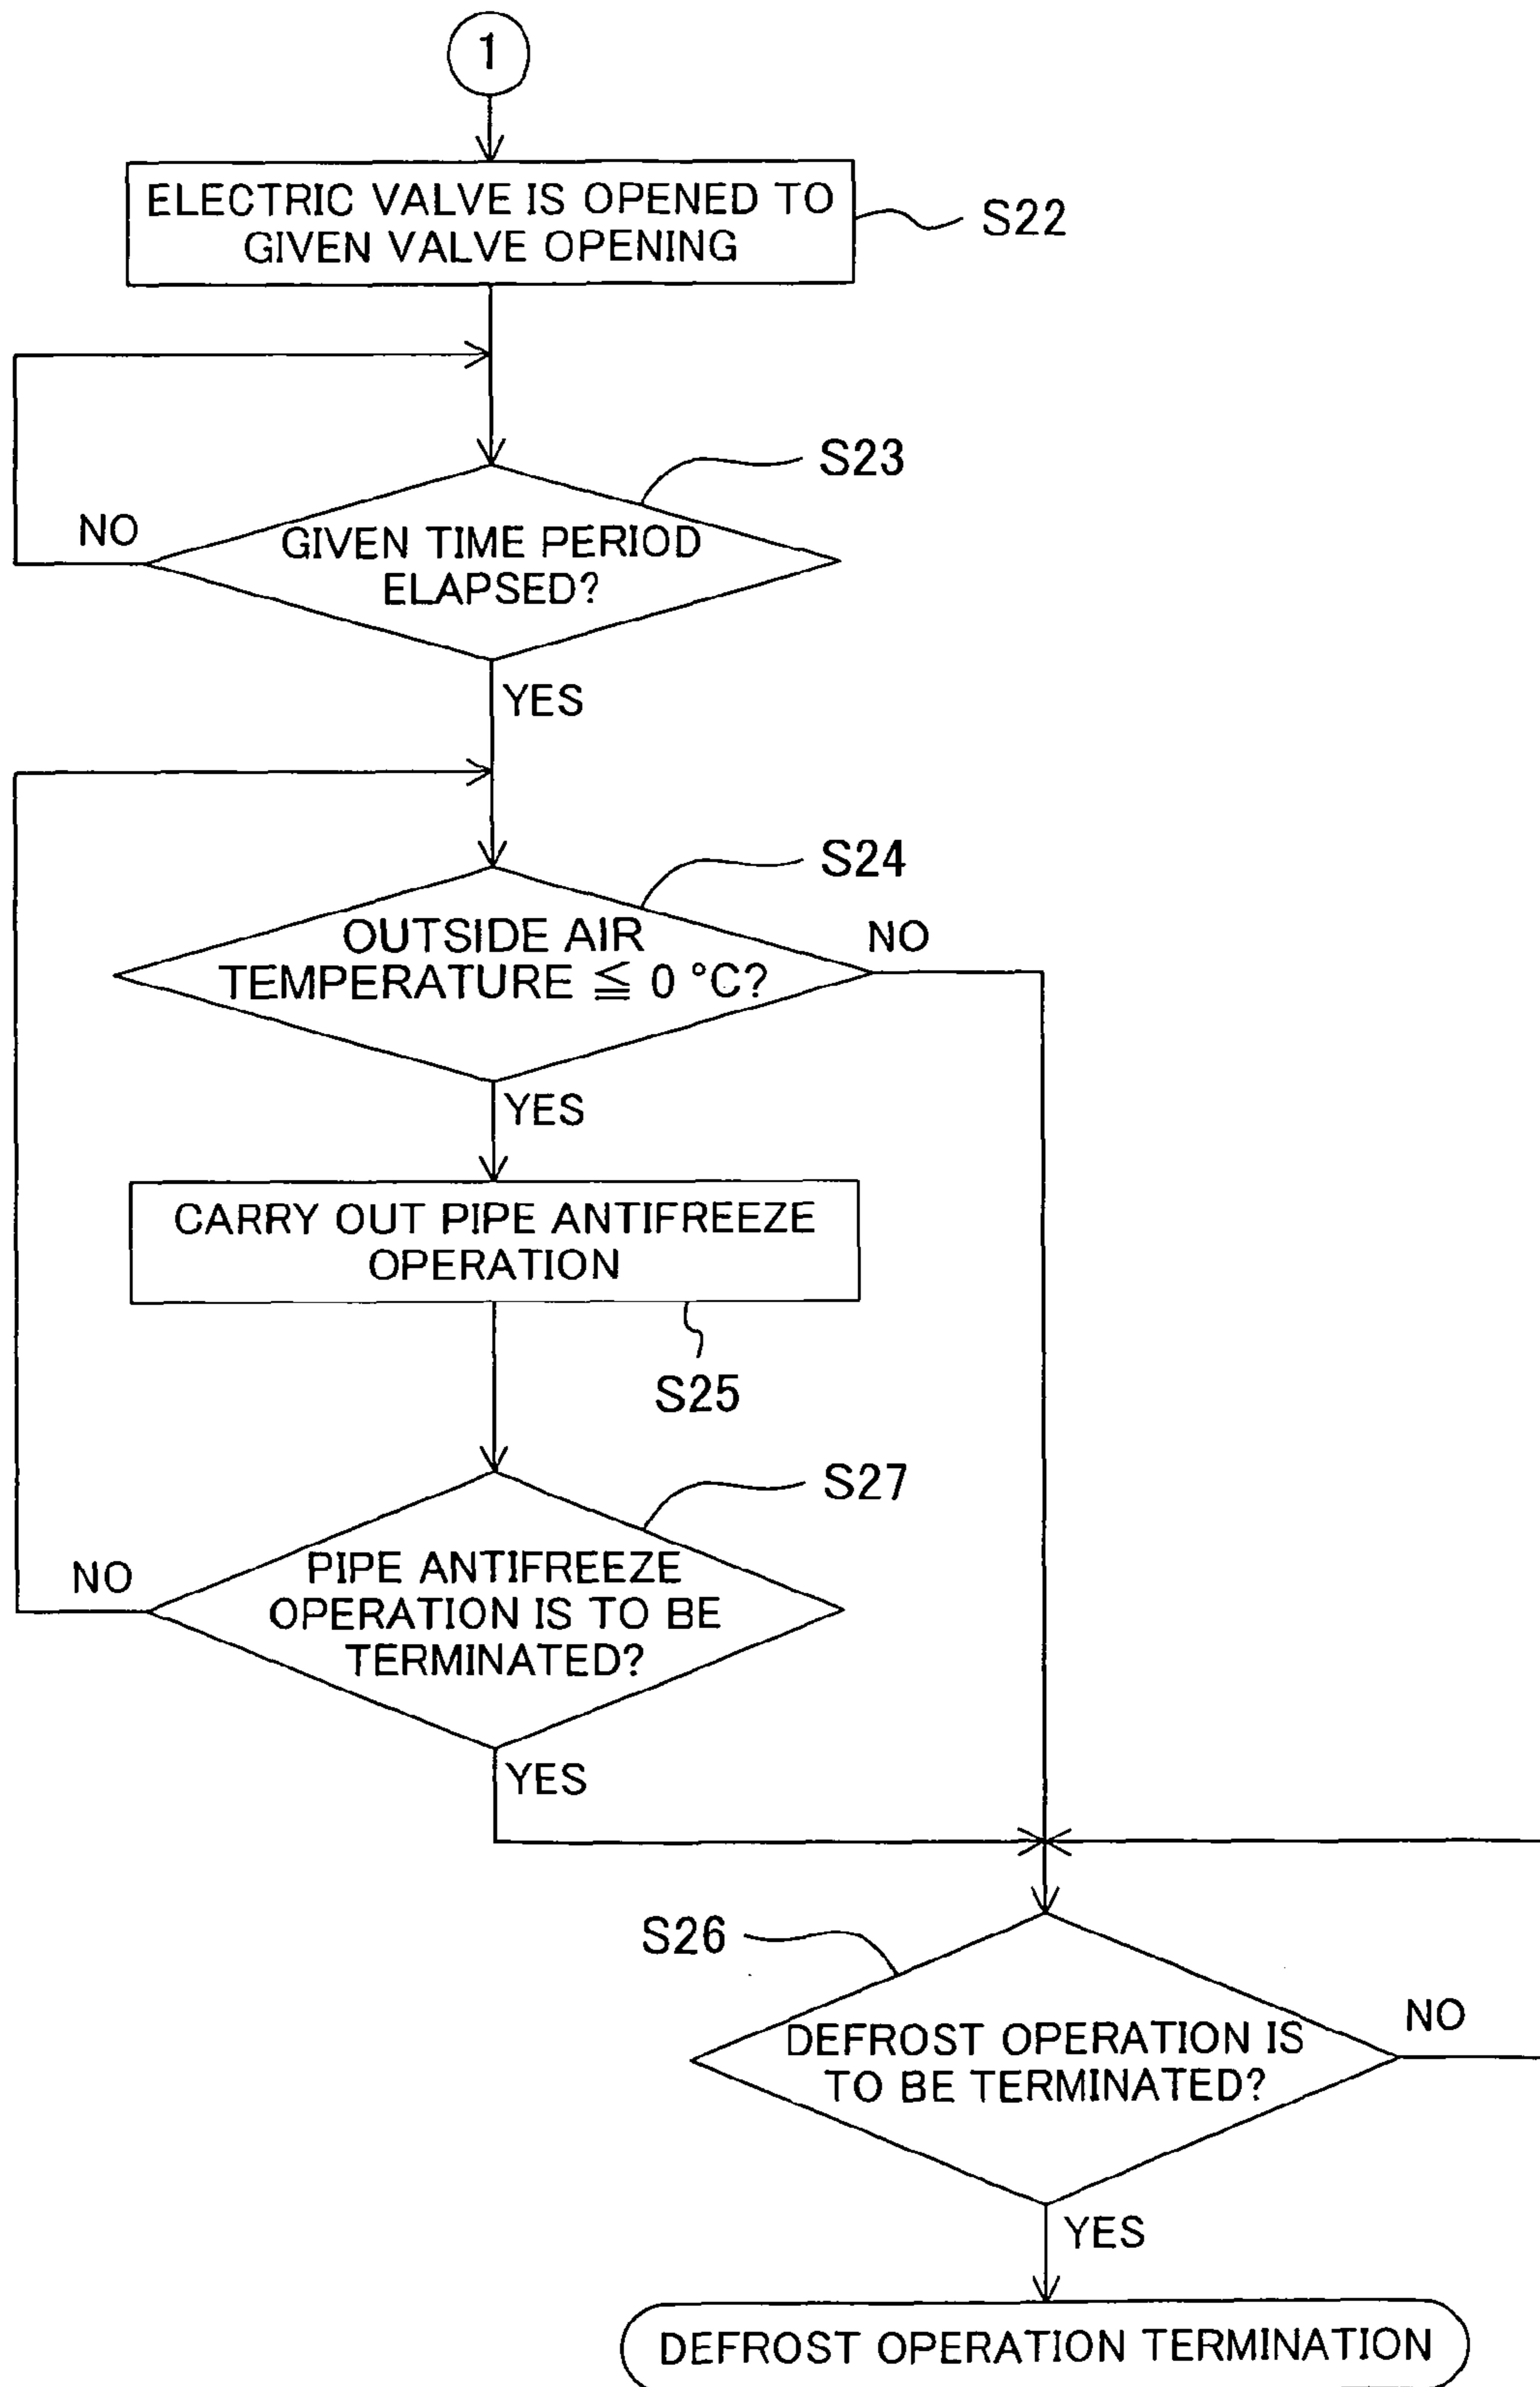 1
ELECTRIC VALVE IS OPENED TO
GIVEN VALVE OPENING
S22
S23
NO
GIVEN TIME PERIOD
ELAPSED?
YES
S24
OUTSIDE AIR
TEMPERATURE ≦ 0 °C?
NO
YES
CARRY OUT PIPE ANTIFREEZE
OPERATION
S25
S27
NO
PIPE ANTIFREEZE
OPERATION IS TO BE
TERMINATED?
YES
S26
DEFROST OPERATION IS
TO BE TERMINATED?
NO
YES
DEFROST OPERATION TERMINATION